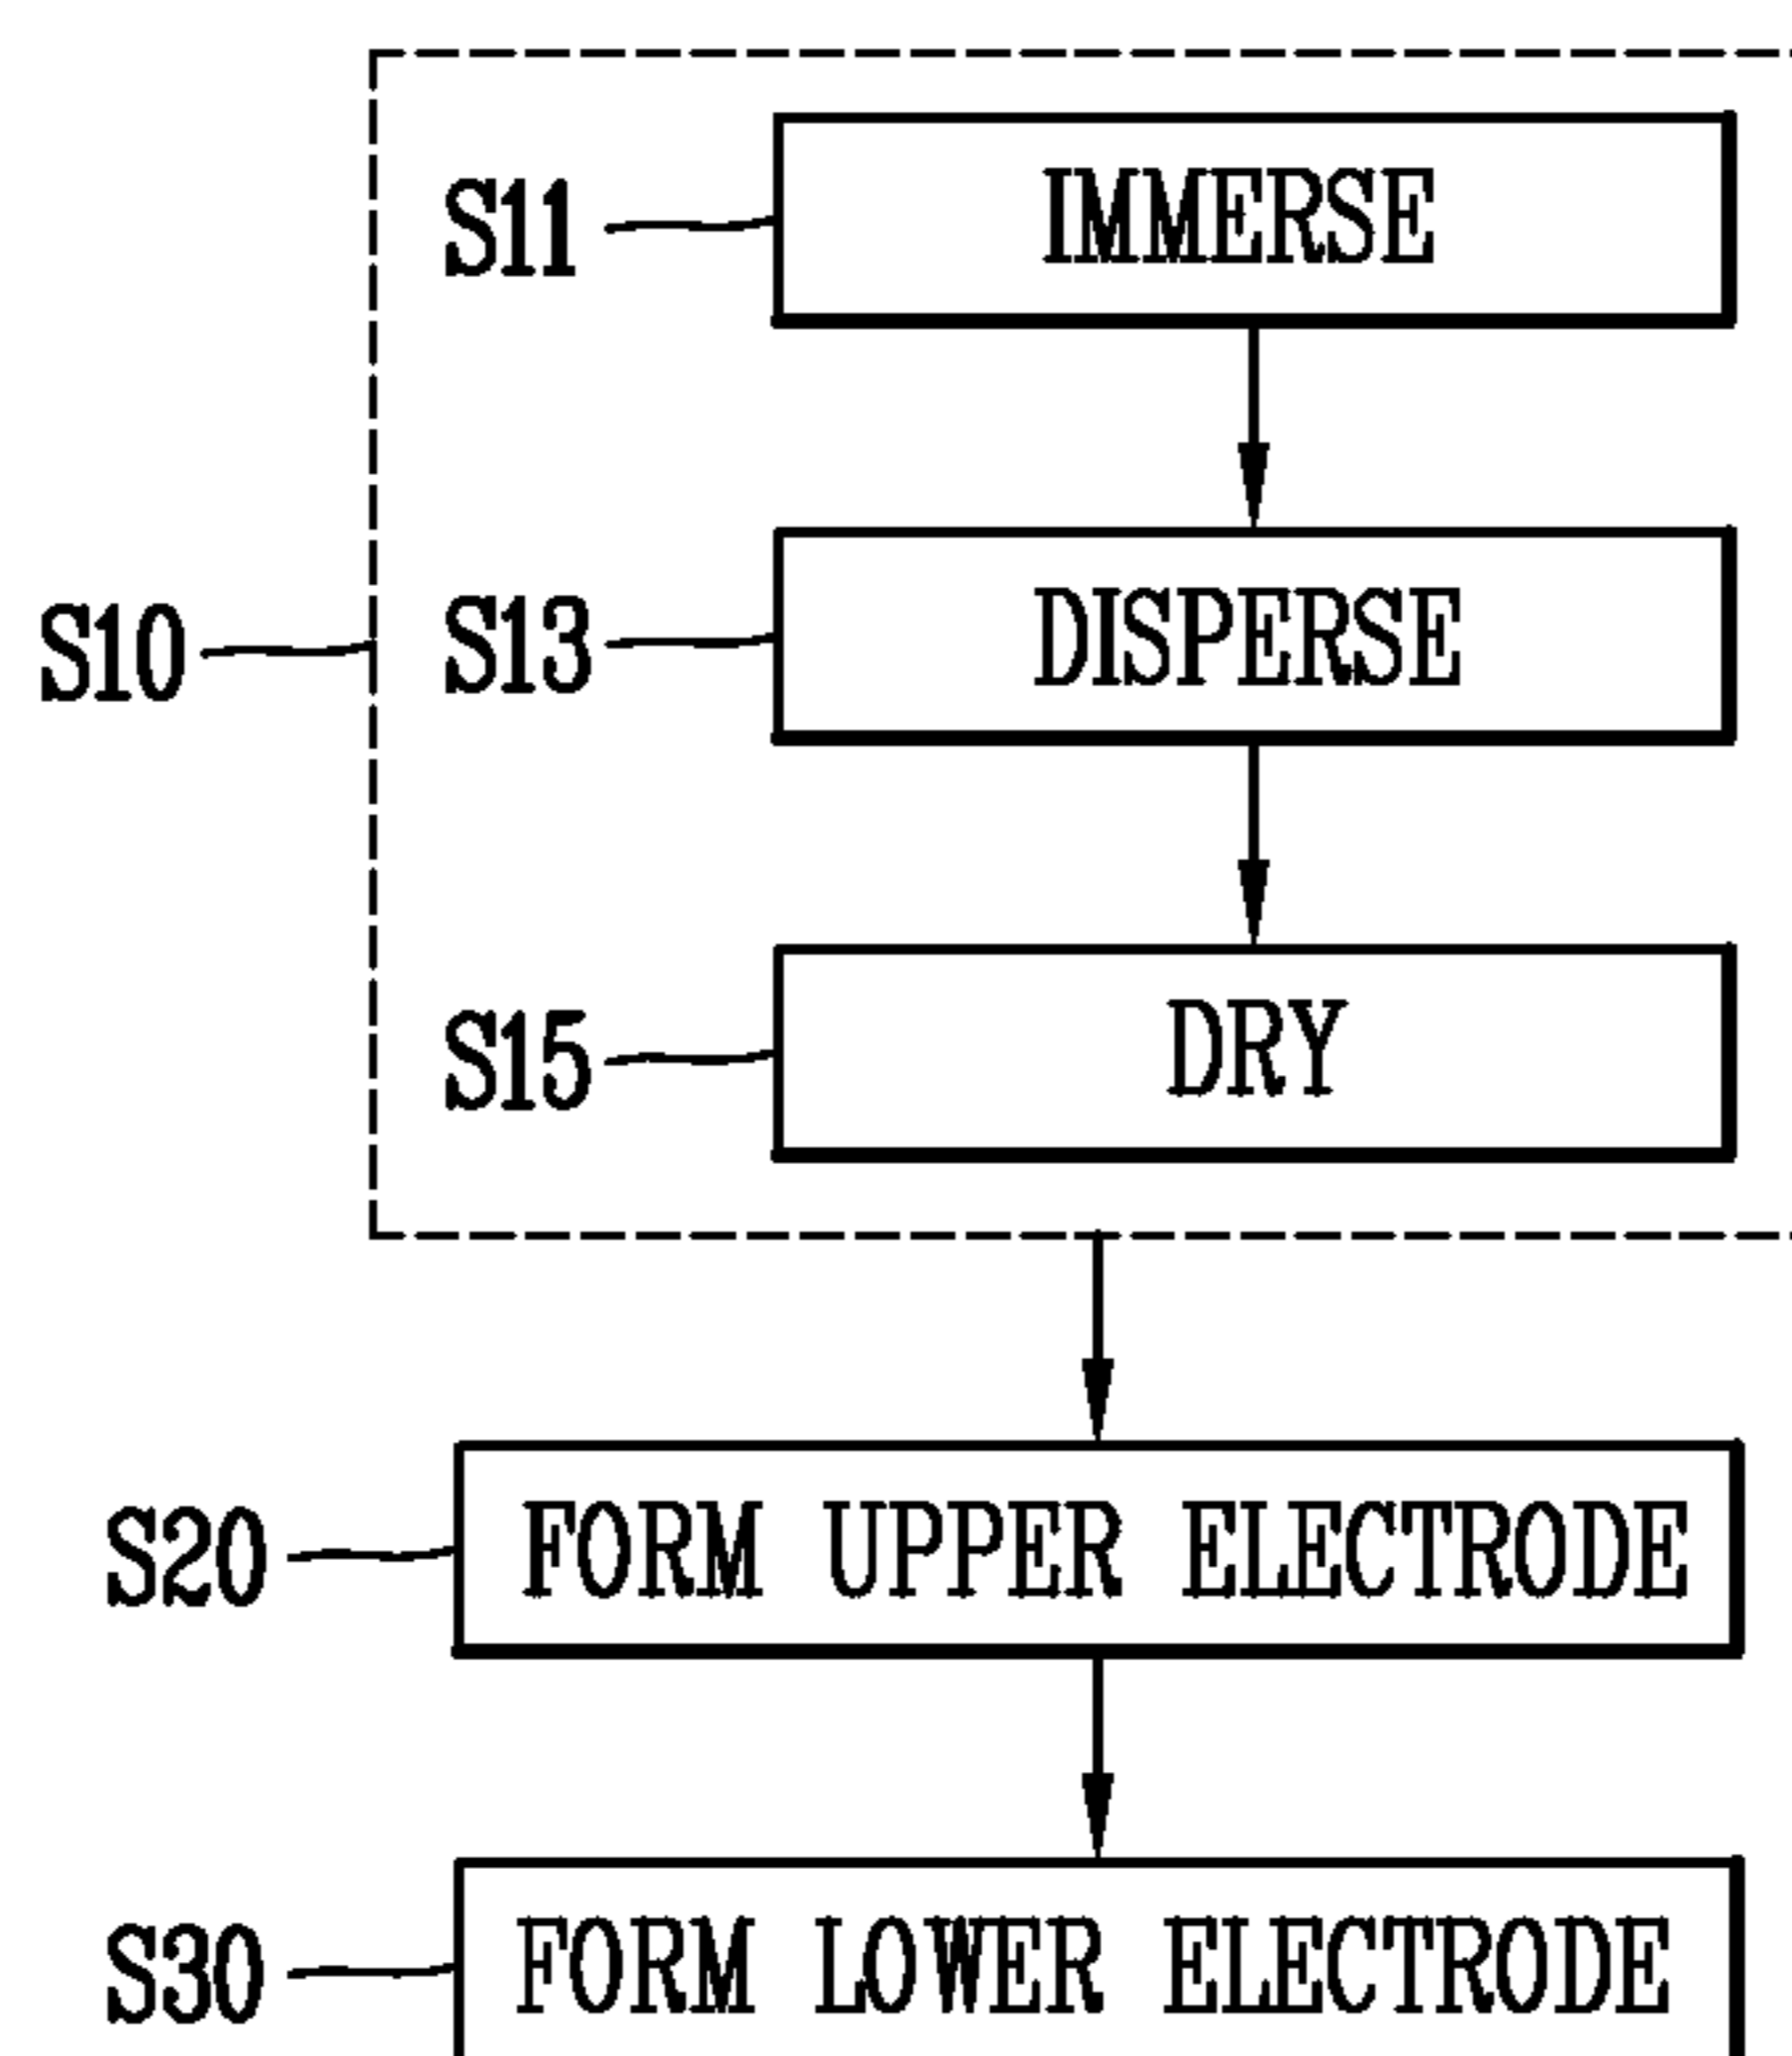 S11 IMMERSE
S10 S13 DISPERSE
S15 DRY
S20 FORM UPPER ELECTRODE
S30 FORM LOWER ELECTRODE